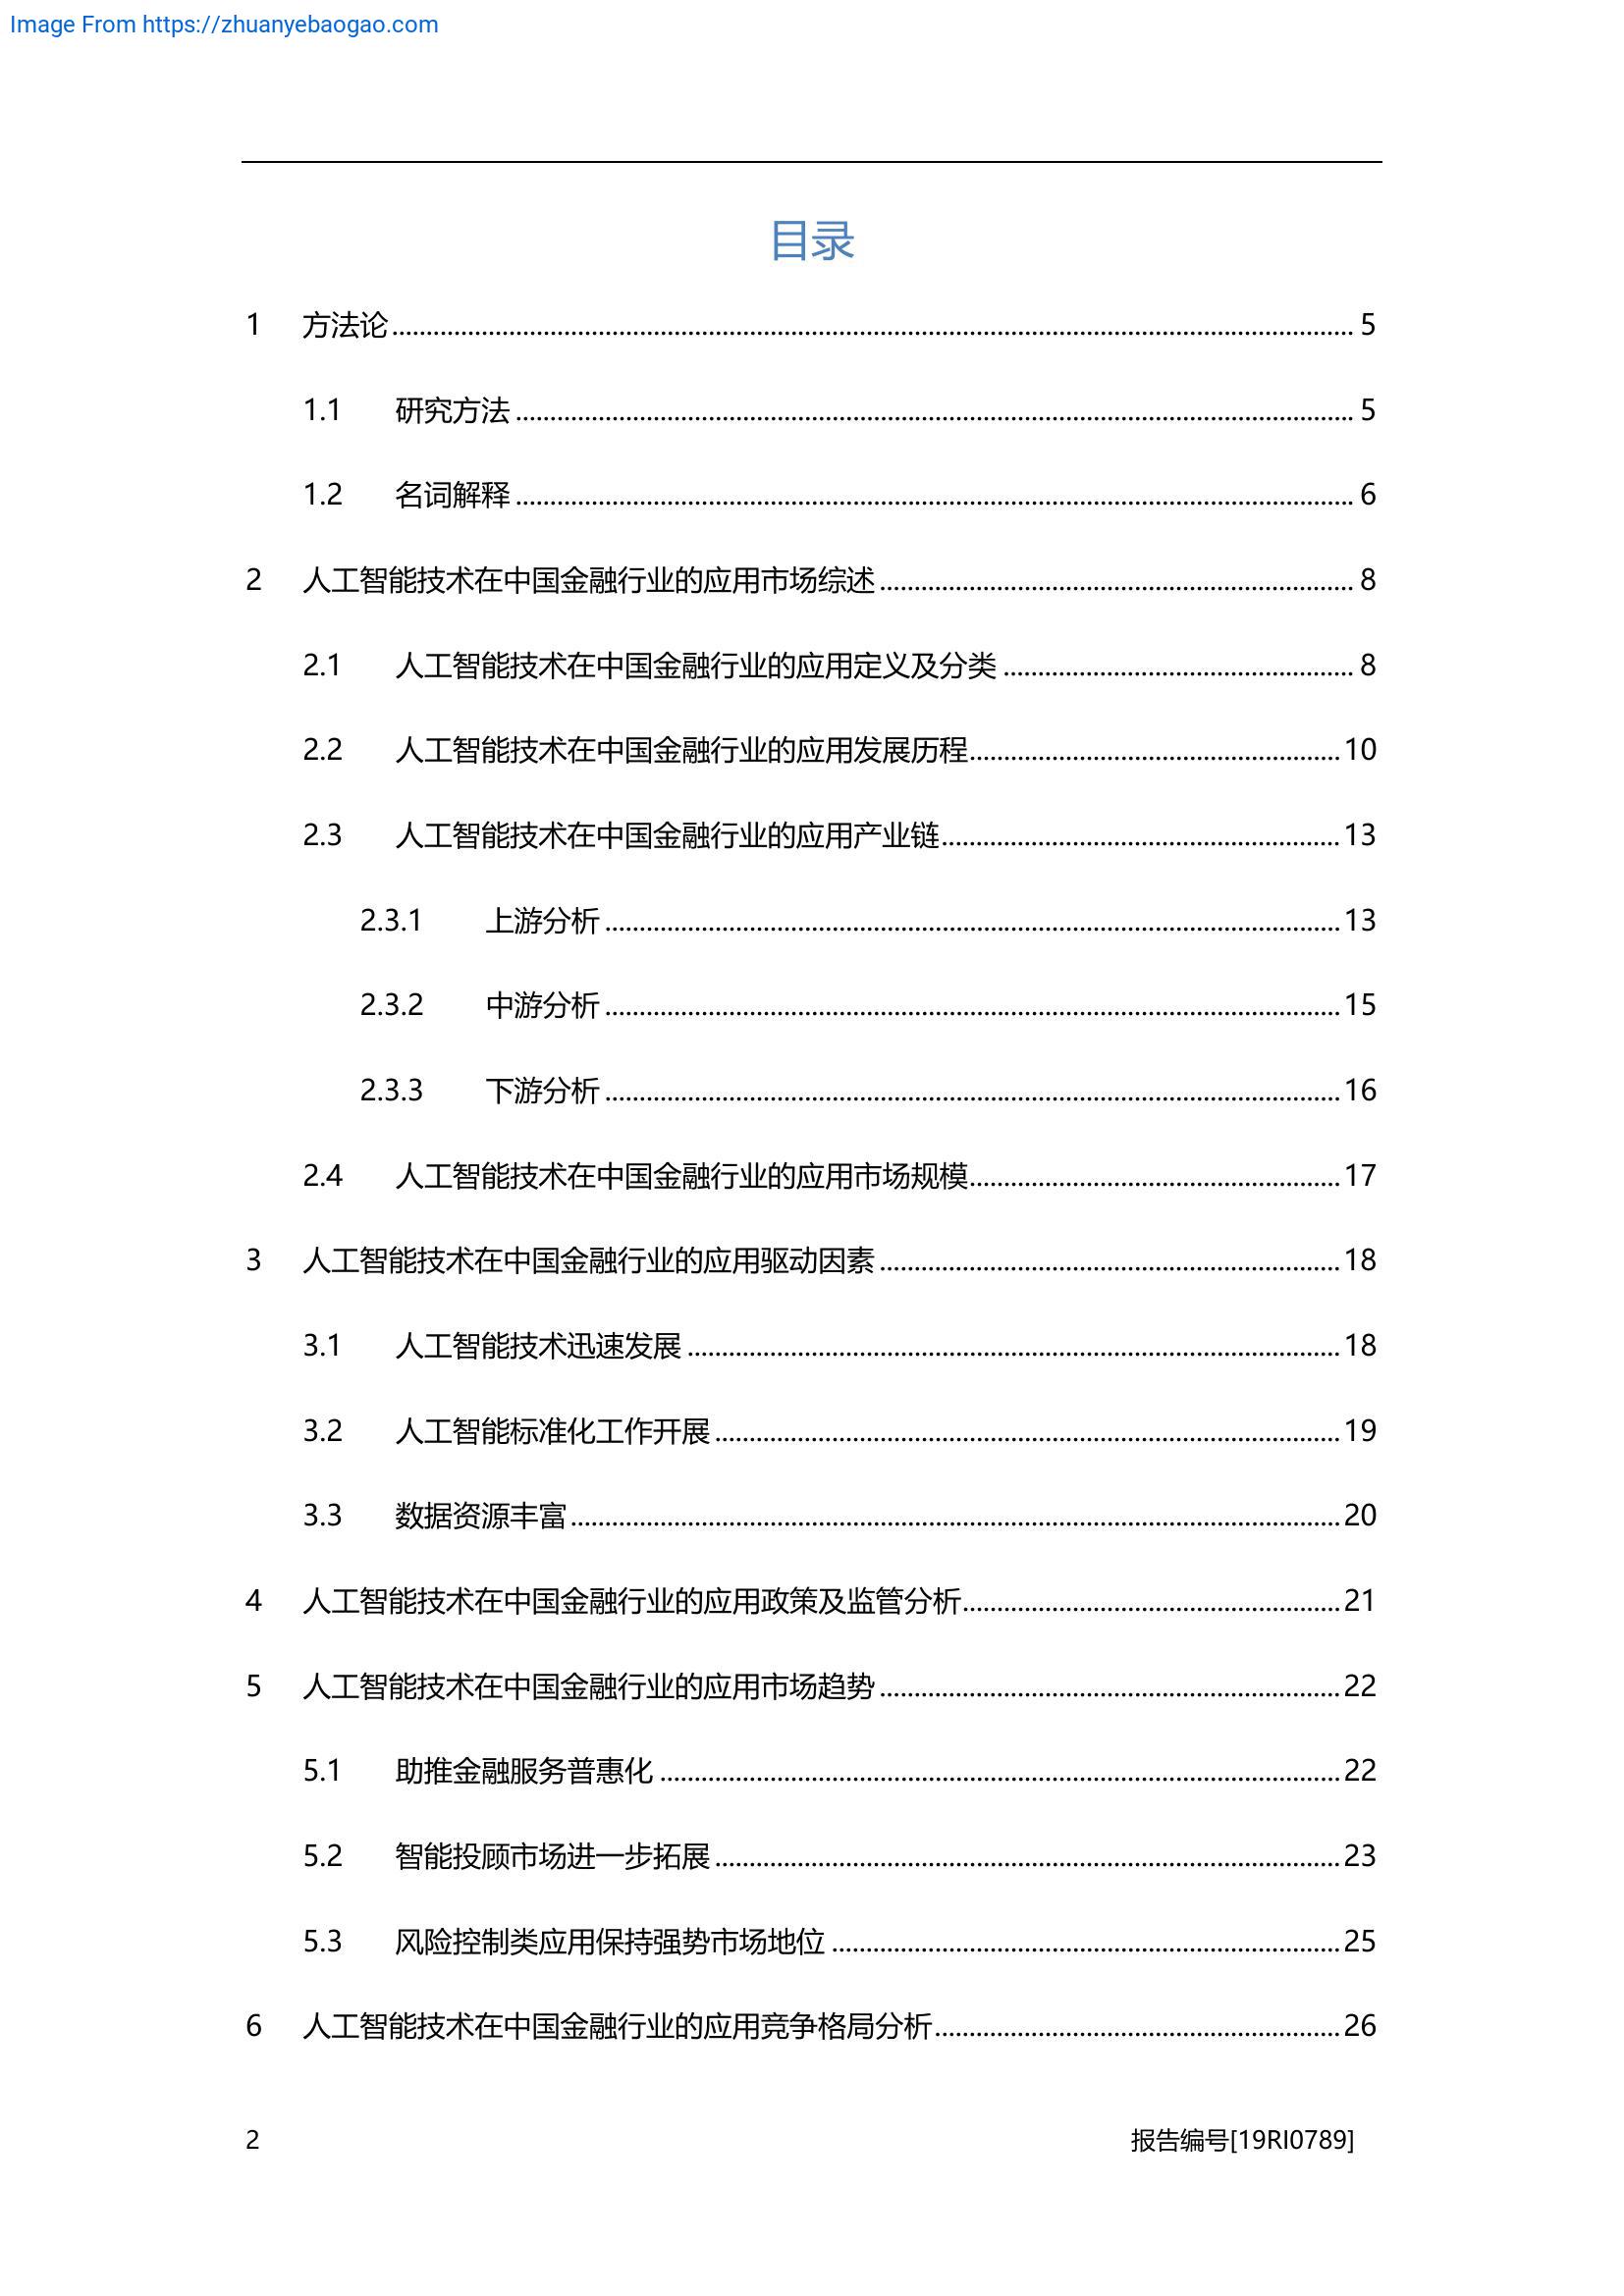 Image From https://zhuanyebaogao.com
目录
1 方法论 5
1.1 研究方法 5
1.2 名词解释 6
2 人工智能技术在中国金融行业的应用市场综述 8
2.1 人工智能技术在中国金融行业的应用定义及分类 8
2.2 人工智能技术在中国金融行业的应用发展历程 10
2.3 人工智能技术在中国金融行业的应用产业链 13
2.3.1 上游分析 13
2.3.2 中游分析 15
2.3.3 下游分析 16
2.4 人工智能技术在中国金融行业的应用市场规模 17
3 人工智能技术在中国金融行业的应用驱动因素 18
3.1 人工智能技术迅速发展 18
3.2 人工智能标准化工作开展 19
3.3 数据资源丰富 20
4 人工智能技术在中国金融行业的应用政策及监管分析 21
5 人工智能技术在中国金融行业的应用市场趋势 22
5.1 助推金融服务普惠化 22
5.2 智能投顾市场进一步拓展 23
5.3 风险控制类应用保持强势市场地位 25
6 人工智能技术在中国金融行业的应用竞争格局分析 26
2 报告编号[19RI0789]